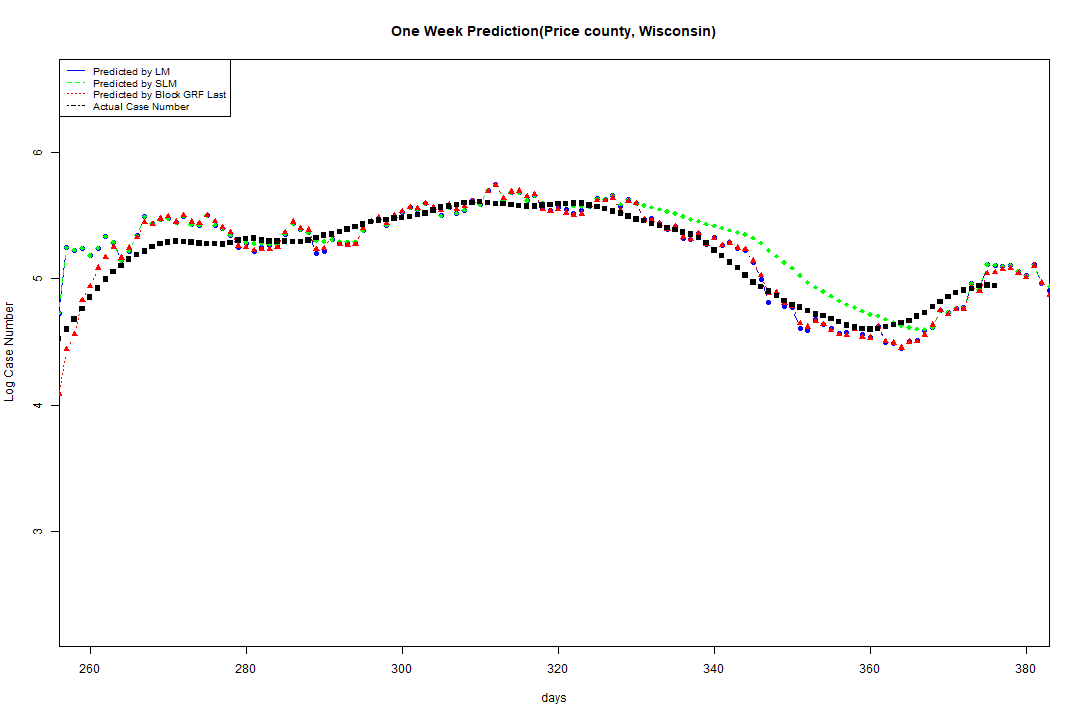 One Week Prediction(Price county, Wisconsin)
Predicted by LM
Predicted by SLM
Predicted by Block GRF Last
Actual Case Number
6
5
4
3
Log Case Number
260 280 300 320 340 360 380
days